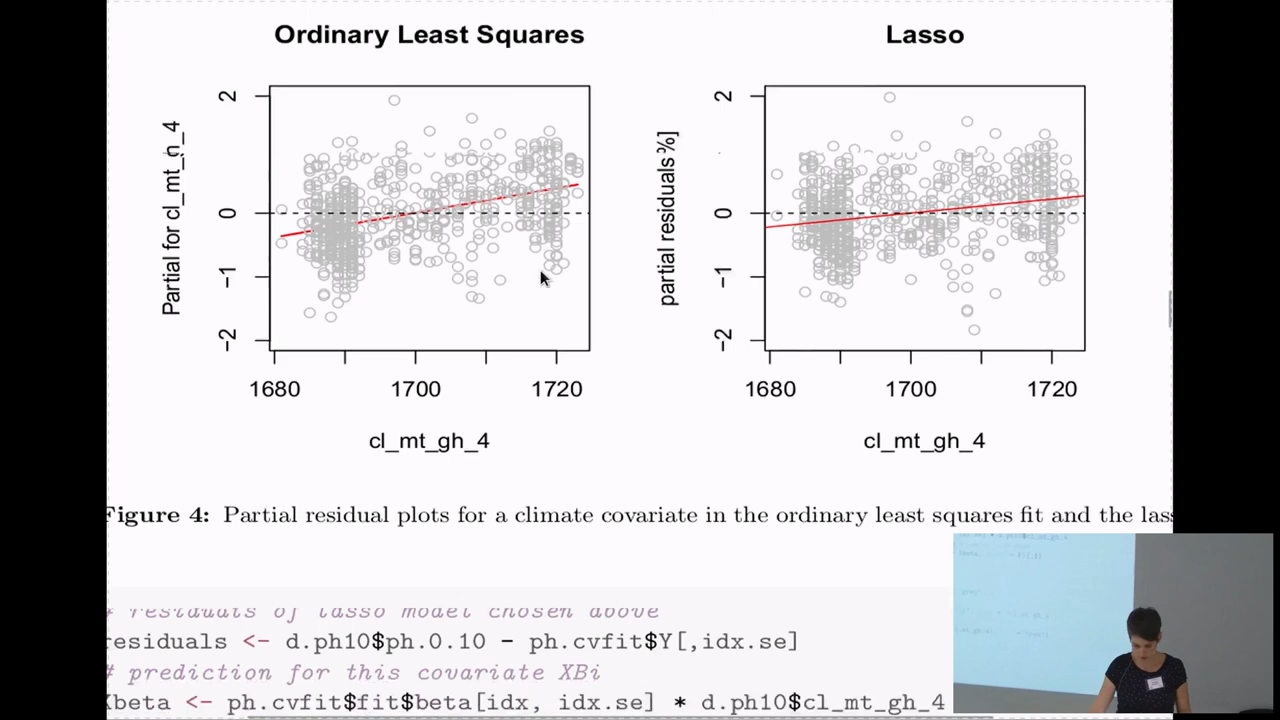 Ordinary Least Squares
Lasso
2
0
−1
−2
Partial for cl_mt_
1680
1700
1720
cl_mt_gh_4
2
0
−1
−2
partial residuals
1680
1700
1720
cl_mt_gh_4
Figure 4: Partial residual plots for a climate covariate in the ordinary least squares fit and the las
# residuals of lasso model chosen above
residuals <- d.ph10$ph.0.10 - ph.cvfit$Y[,idx.se]
# prediction for this covariate XBi
Xbeta <- ph.cvfit$fit$beta[idx, idx.se] * d.ph10$cl_mt_gh_4